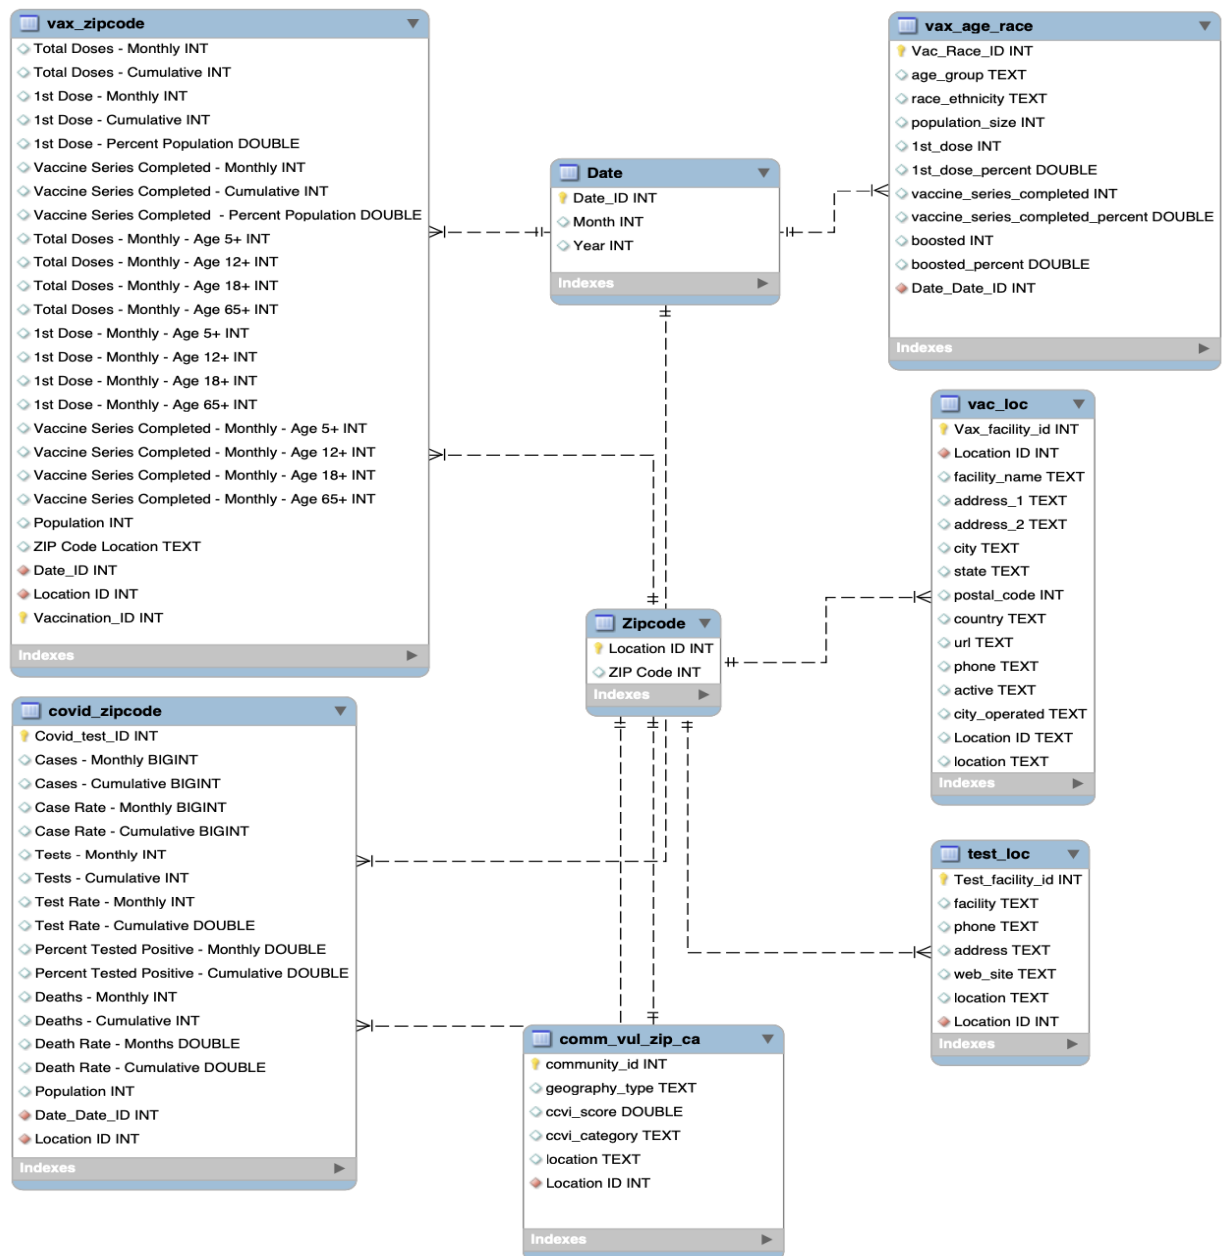 vax_zipcode
Total Doses - Monthly INT
Total Doses - Cumulative INT
1st Dose - Monthly INT
1st Dose - Cumulative INT
1st Dose - Percent Population DOUBLE
Vaccine Series Completed - Monthly INT
Vaccine Series Completed - Cumulative INT
Vaccine Series Completed  - Percent Population DOUBLE
Total Doses - Monthly - Age 5+ INT
Total Doses - Monthly - Age 12+ INT
Total Doses - Monthly - Age 18+ INT
Total Doses - Monthly - Age 65+ INT
1st Dose - Monthly - Age 5+ INT
1st Dose - Monthly - Age 12+ INT
1st Dose - Monthly - Age 18+ INT
1st Dose - Monthly - Age 65+ INT
Vaccine Series Completed - Monthly - Age 5+ INT
Vaccine Series Completed - Monthly - Age 12+ INT
Vaccine Series Completed - Monthly - Age 18+ INT
Vaccine Series Completed - Monthly - Age 65+ INT
Population INT
ZIP Code Location TEXT
Date_ID INT
Location ID INT
Vaccination_ID INT
Indexes
Date
Date_ID INT
Month INT
Year INT
Indexes
vax_age_race
Vac_Race_ID INT
age_group TEXT
race_ethnicity TEXT
population_size INT
1st_dose INT
1st_dose_percent DOUBLE
vaccine_series_completed INT
vaccine_series_completed_percent DOUBLE
boosted INT
boosted_percent DOUBLE
Date_Date_ID INT
Indexes
vac_loc
Vax_facility_id INT
Location ID INT
facility_name TEXT
address_1 TEXT
address_2 TEXT
city TEXT
state TEXT
postal_code INT
country TEXT
url TEXT
phone TEXT
active TEXT
city_operated TEXT
Location ID TEXT
location TEXT
Indexes
Zipcode
Location ID INT
ZIP Code INT
Indexes
covid_zipcode
Covid_test_ID INT
Cases - Monthly BIGINT
Cases - Cumulative BIGINT
Case Rate - Monthly BIGINT
Case Rate - Cumulative BIGINT
Tests - Monthly INT
Tests - Cumulative INT
Test Rate - Monthly INT
Test Rate - Cumulative DOUBLE
Percent Tested Positive - Monthly DOUBLE
Percent Tested Positive - Cumulative DOUBLE
Deaths - Monthly INT
Deaths - Cumulative INT
Death Rate - Months DOUBLE
Death Rate - Cumulative DOUBLE
Population INT
Date_Date_ID INT
Location ID INT
Indexes
test_loc
Test_facility_id INT
facility TEXT
phone TEXT
address TEXT
web_site TEXT
location TEXT
Location ID INT
Indexes
comm_vul_zip_ca
community_id INT
geography_type TEXT
ccvi_score DOUBLE
ccvi_category TEXT
location TEXT
Location ID INT
Indexes